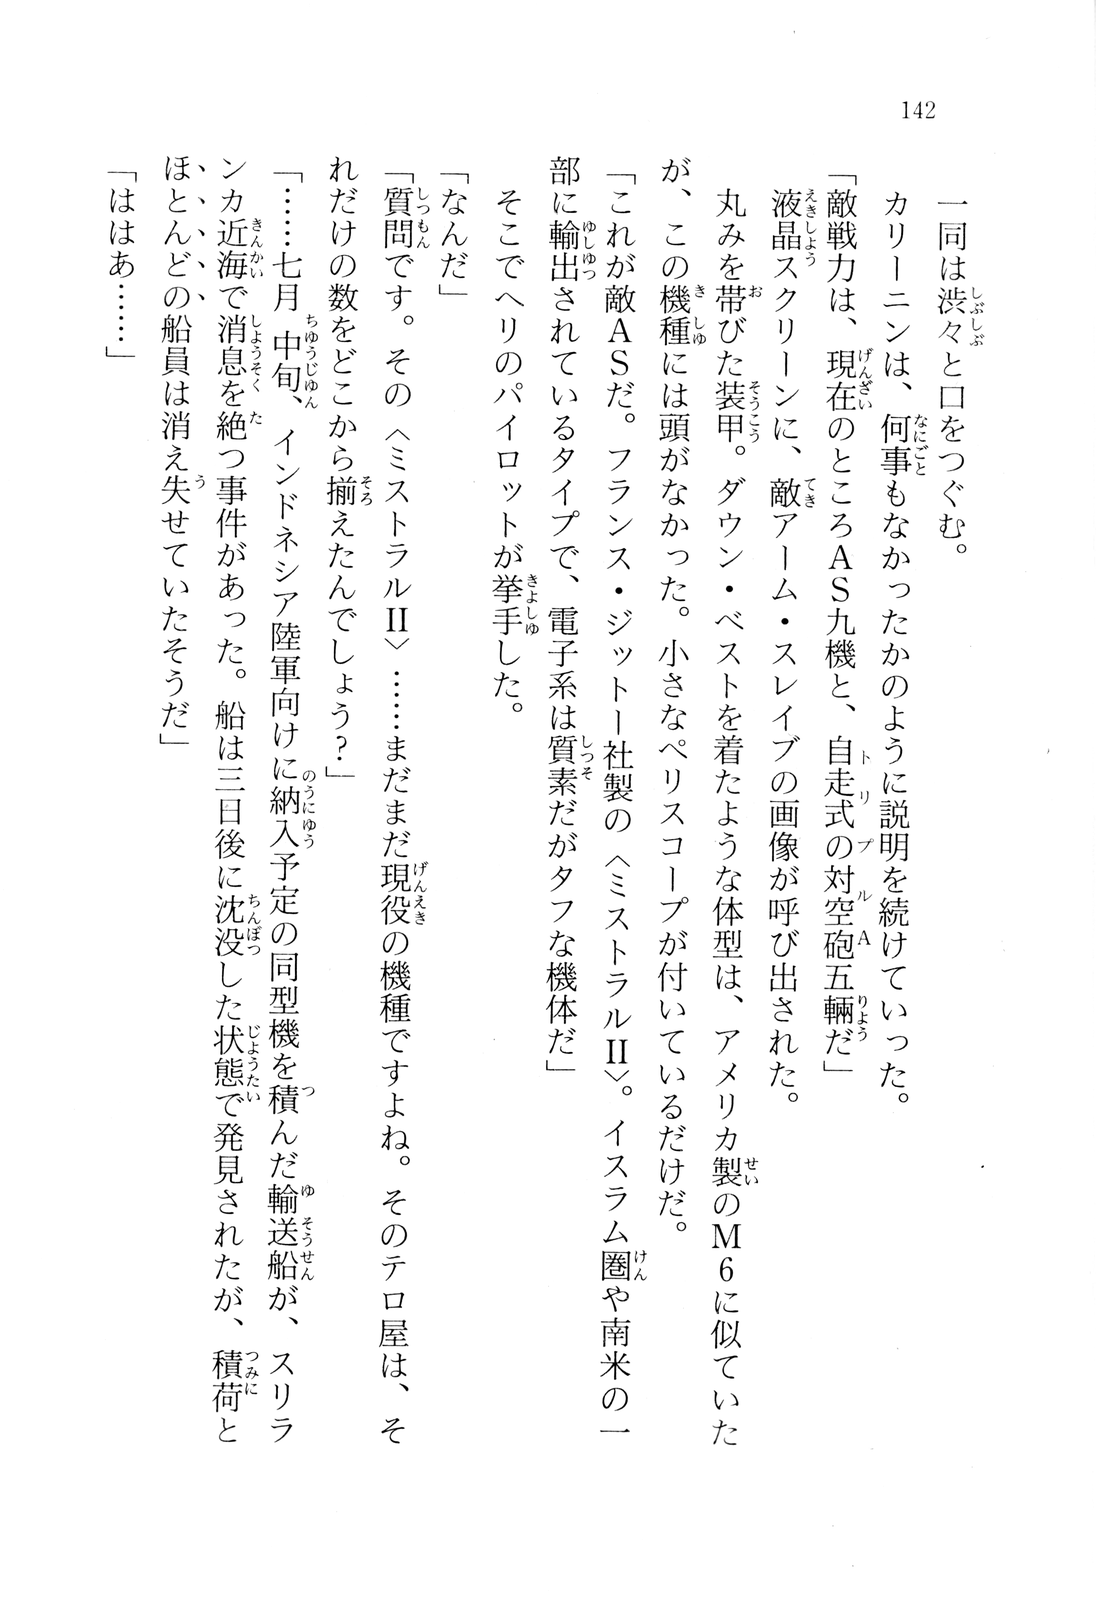 142
一同は渋々と口をつぐむ。
カリーニンは、何事もなかったかのように説明を続けていった。
「敵戦力は、現在のところＡＳ九機と、自走式の対空砲五輛だ」
液晶スクリーンに、敵アーム・スレイブの画像が呼び出された。
丸みを帯びた装甲。ダウン・ベストを着たような体型は、アメリカ製のＭ６に似ていた
が、この機種には頭がなかった。小さなペリスコープが付いているだけだ。
「これが敵ＡＳだ。フランス・ジットー社製の〈ミストラルⅡ〉。イスラム圏や南米の一
部に輸出されているタイプで、電子系は質素だがタフな機体だ」
そこでヘリのパイロットが挙手した。
「なんだ」
「質問です。その〈ミストラルⅡ〉……まだまだ現役の機種ですよね。そのテロ屋は、そ
れだけの数をどこから揃えたんでしょう？」
「……七月中旬、インドネシア陸軍向けに納入予定の同型機を積んだ輸送船が、スリラ
ンカ近海で消息を絶つ事件があった。船は三日後に沈没した状態で発見されたが、積荷と
ほとんどの船員は消え失せていたそうだ」
「ははあ……」